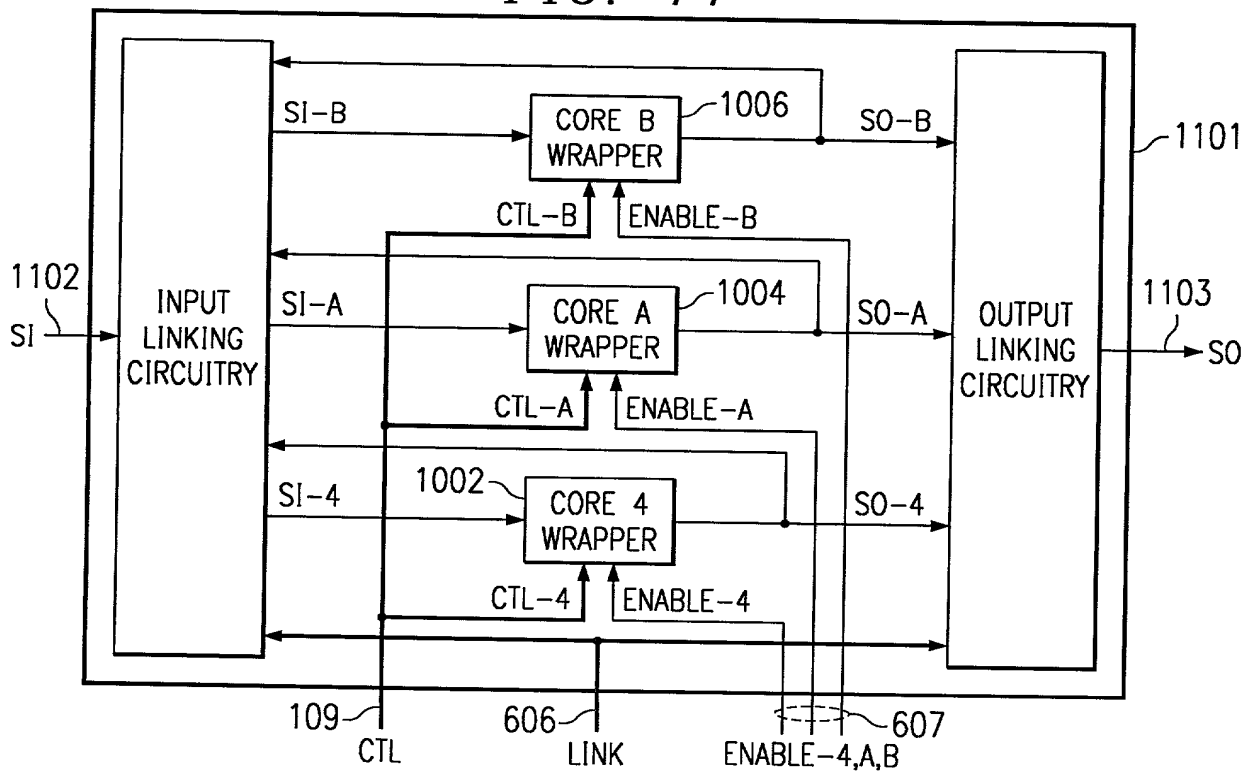 SI-B
CORE B
WRAPPER
1006
SO-B
1101
CTL-B
ENABLE-B
1102
SI
INPUT
LINKING
CIRCUITRY
SI-A
CORE A
WRAPPER
1004
SO-A
OUTPUT
LINKING
CIRCUITRY
1103
SO
CTL-A
ENABLE-A
1002
SI-4
CORE 4
WRAPPER
SO-4
CTL-4
ENABLE-4
109
CTL
606
LINK
607
ENABLE-4,A,B